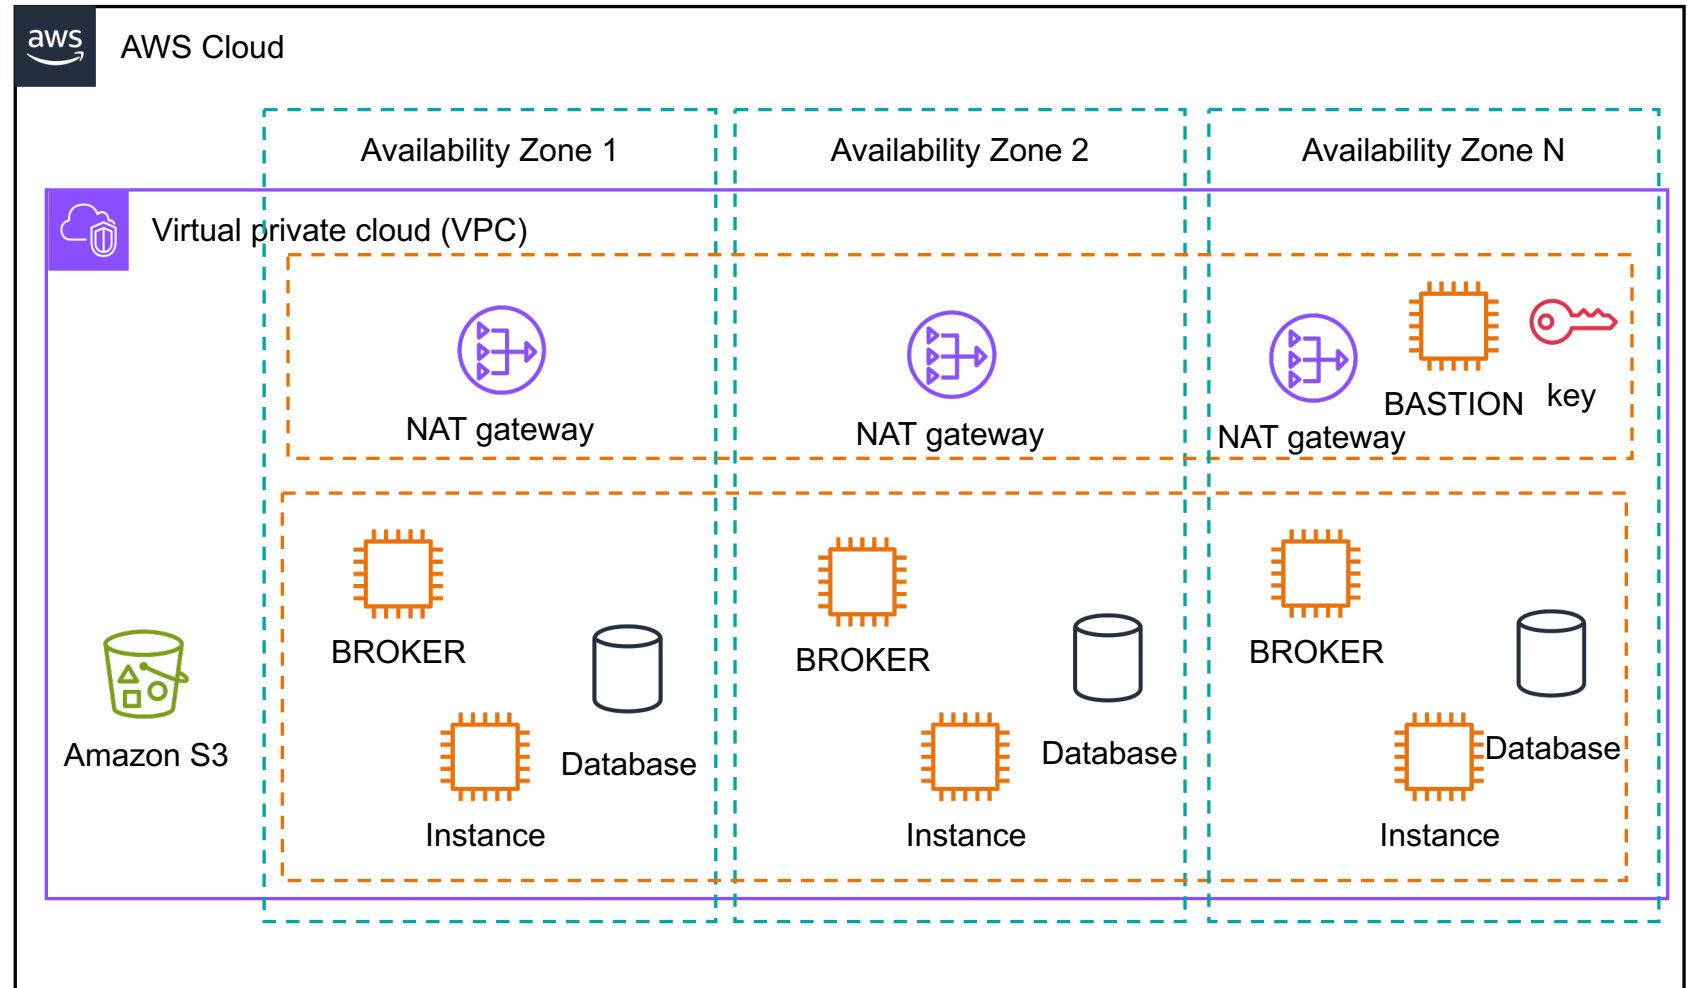 aws
AWS Cloud
Availability Zone 1
Availability Zone 2
Availability Zone N
Virtual private cloud (VPC)
NAT gateway
NAT gateway
NAT gateway
BASTION
key
BROKER
BROKER
BROKER
Amazon S3
Database
Database
Database
Instance
Instance
Instance